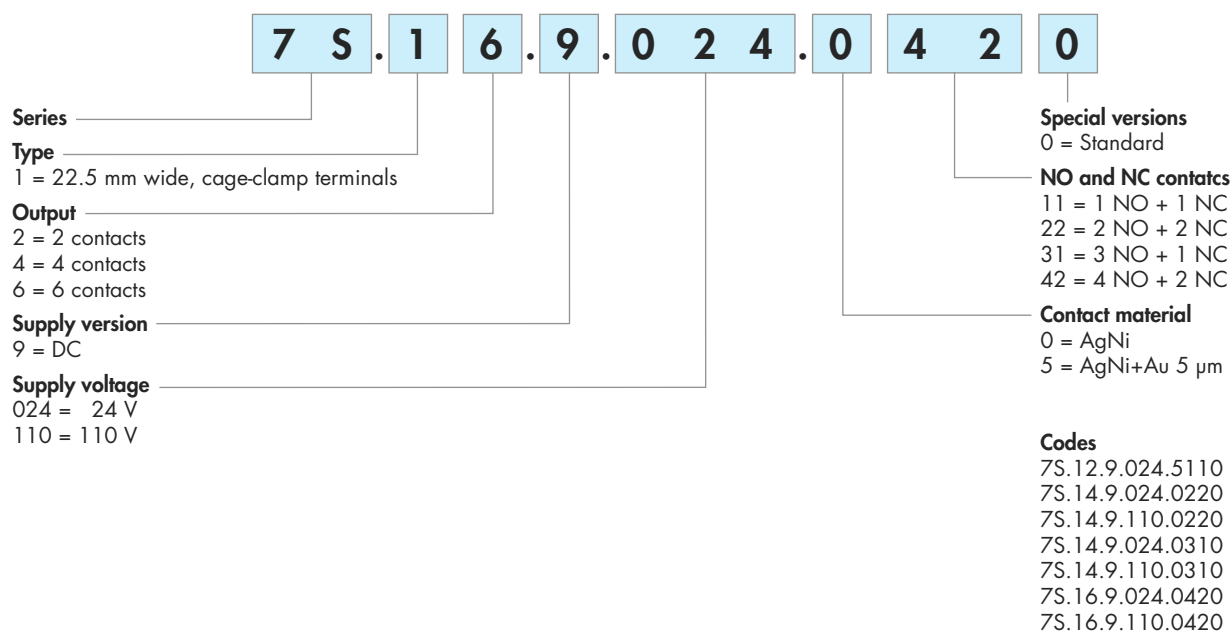 7 S . 1 6 . 9 . 0 2 4 . 0 4 2 0
Series
Type
1 = 22.5 mm wide, cage-clamp terminals
Output
2 = 2 contacts
4 = 4 contacts
6 = 6 contacts
Supply version
9 = DC
Supply voltage
024 = 24 V
110 = 110 V
Special versions
0 = Standard
NO and NC contatcs
11 = 1 NO + 1 NC
22 = 2 NO + 2 NC
31 = 3 NO + 1 NC
42 = 4 NO + 2 NC
Contact material
0 = AgNi
5 = AgNi+Au 5 µm
Codes
7S.12.9.024.5110
7S.14.9.024.0220
7S.14.9.110.0220
7S.14.9.024.0310
7S.14.9.110.0310
7S.16.9.024.0420
7S.16.9.110.0420